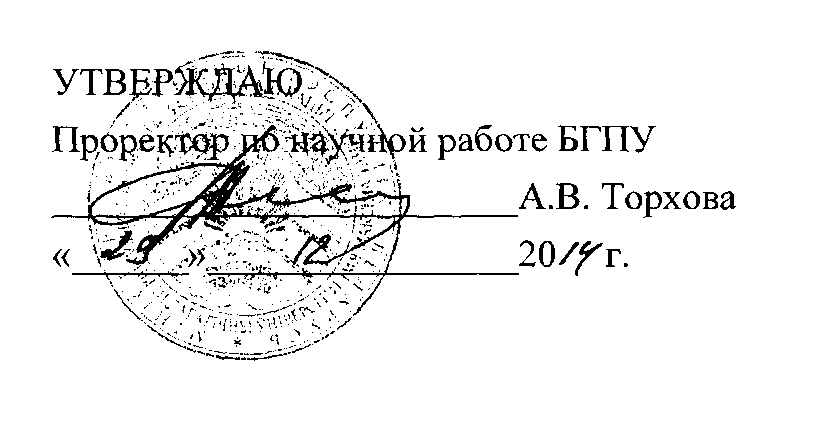 УТВЕРЖДАЮ
Проректор по научной работе БГПУ
А.В. Торхова
«29» 12 2014 г.